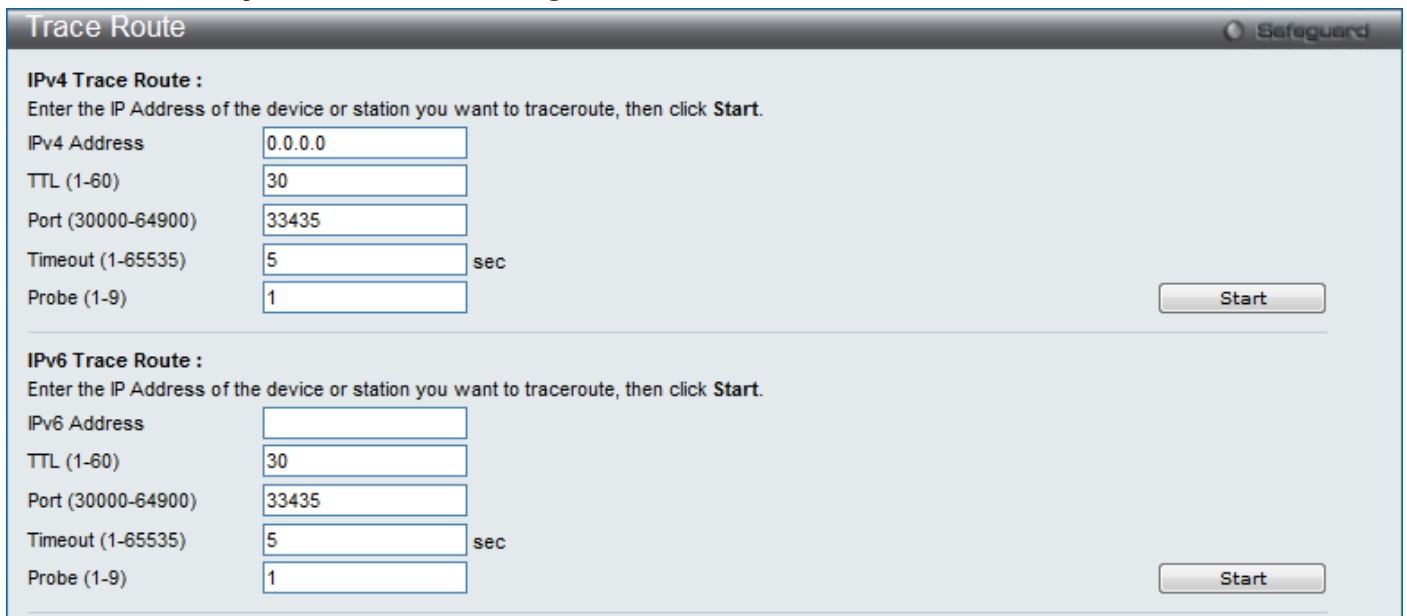 Trace Route
Safeguard
IPv4 Trace Route :
Enter the IP Address of the device or station you want to traceroute, then click Start.
IPv4 Address 0.0.0.0
TTL (1-60) 30
Port (30000-64900) 33435
Timeout (1-65535) 5 sec
Probe (1-9) 1 Start
IPv6 Trace Route :
Enter the IP Address of the device or station you want to traceroute, then click Start.
IPv6 Address
TTL (1-60) 30
Port (30000-64900) 33435
Timeout (1-65535) 5 sec
Probe (1-9) 1 Start